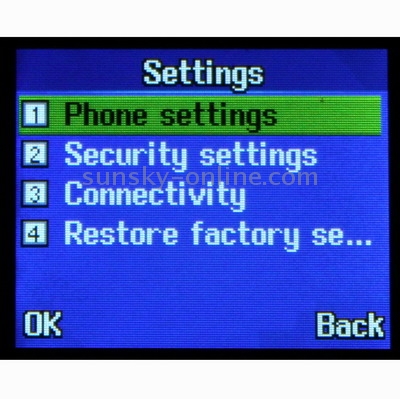 Settings
1 Phone settings
2 Security settings
sunsky-online.com
3 Connectivity
4 Restore factory se...
OK Back